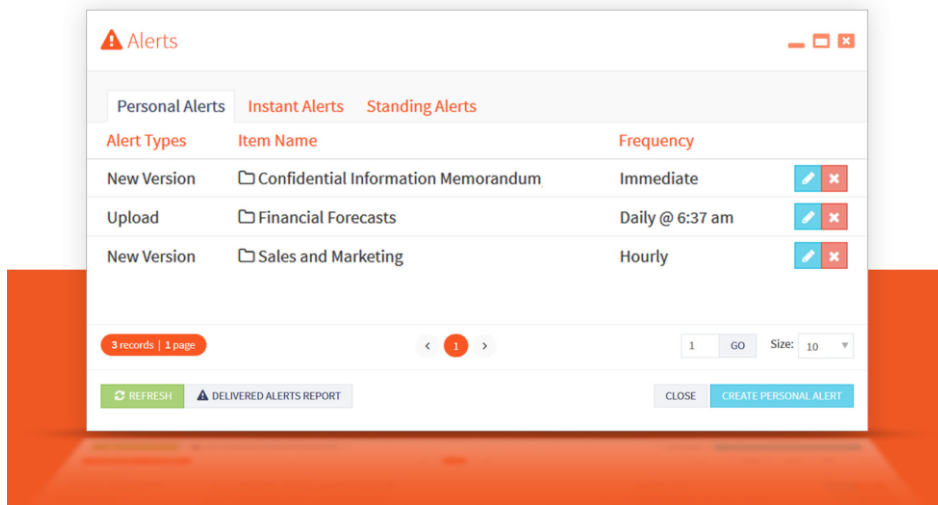 Alerts
Personal Alerts Instant Alerts Standing Alerts
Alert Types Item Name Frequency
New Version Confidential Information Memorandum Immediate
Upload Financial Forecasts Daily @ 6:37 am
New Version Sales and Marketing Hourly
3 records | 1 page 1 1 GO Size: 10
REFRESH DELIVERED ALERTS REPORT CLOSE CREATE PERSONAL ALERT